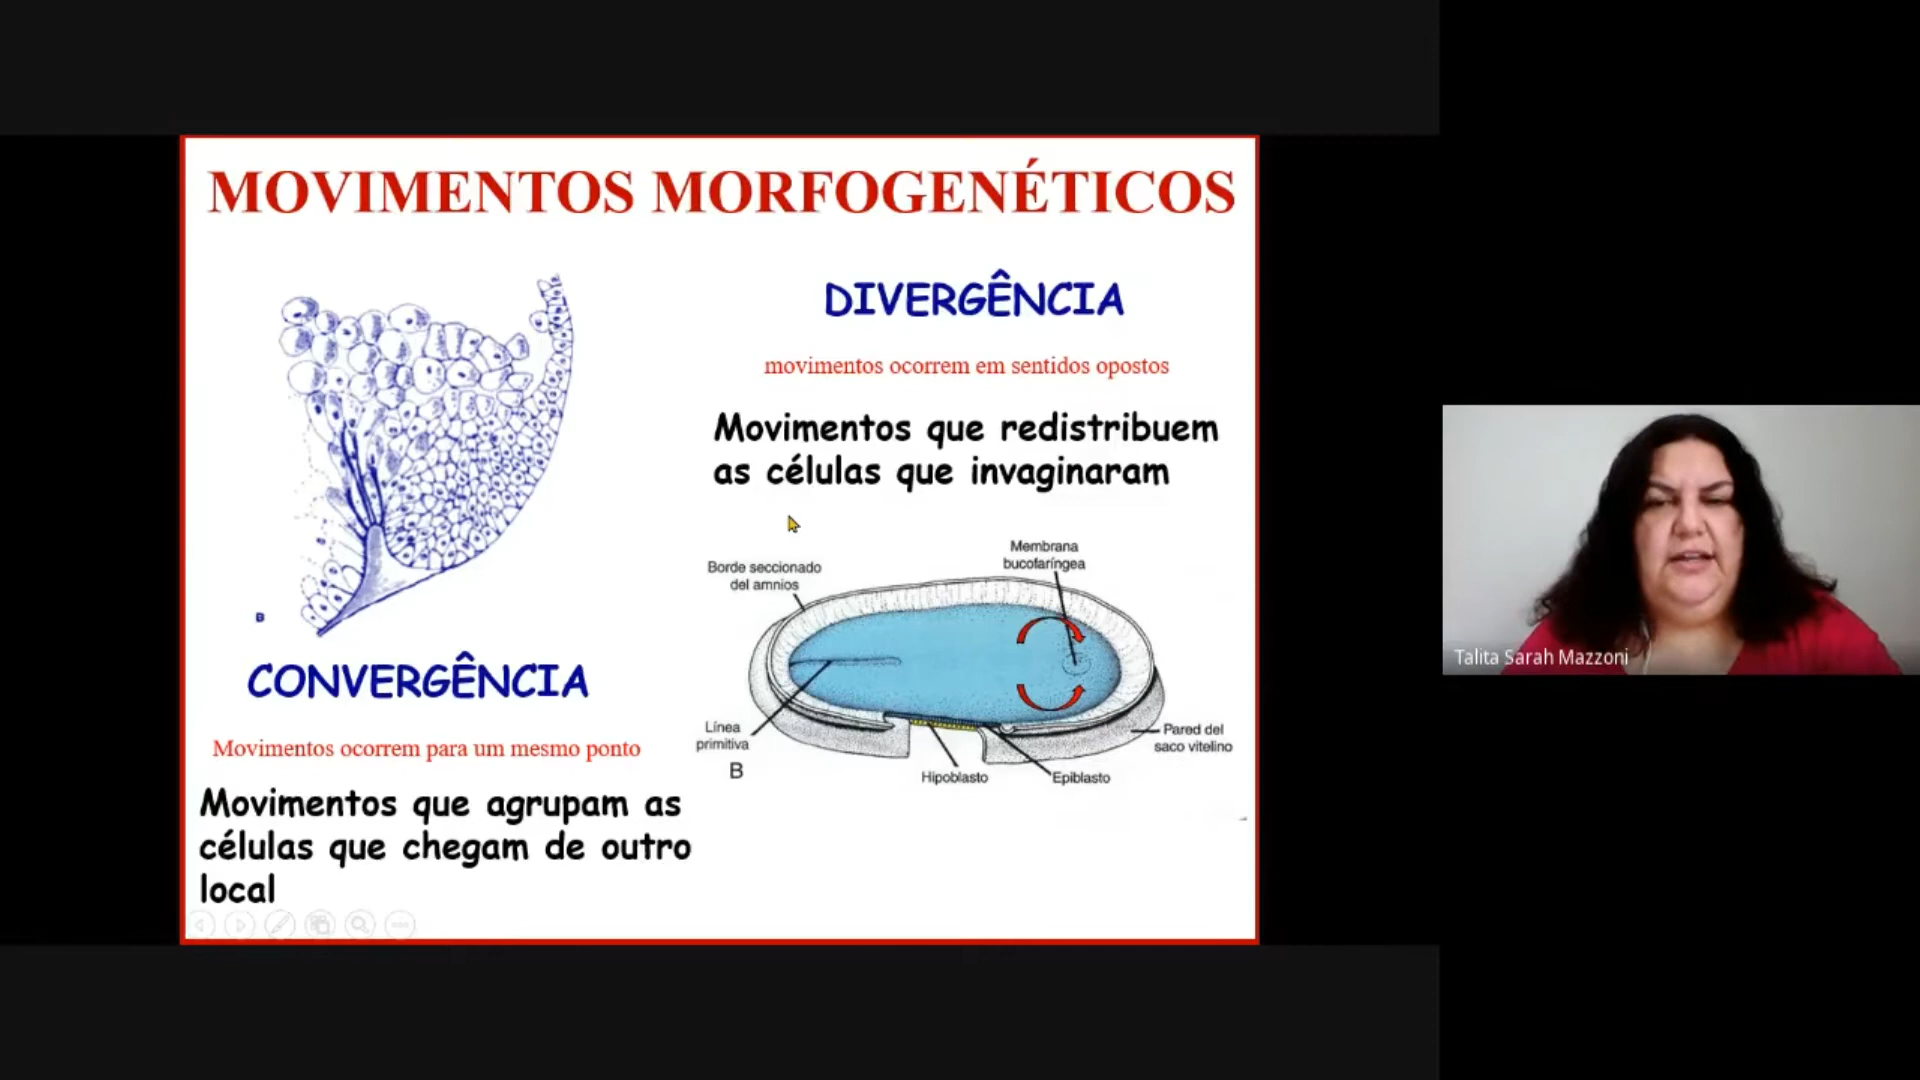 MOVIMENTOS MORFOGENÉTICOS
DIVERGÊNCIA
movimentos ocorrem em sentidos opostos
Movimentos que redistribuem
as células que invaginaram
Membrana
bucofaríngea
Borde seccionado
del amnios
Línea
primitiva
B
Hipoblasto
Epiblasto
Pared del
saco vitelino
B
CONVERGÊNCIA
Movimentos ocorrem para um mesmo ponto
Movimentos que agrupam as
células que chegam de outro
local
Talita Sarah Mazzoni